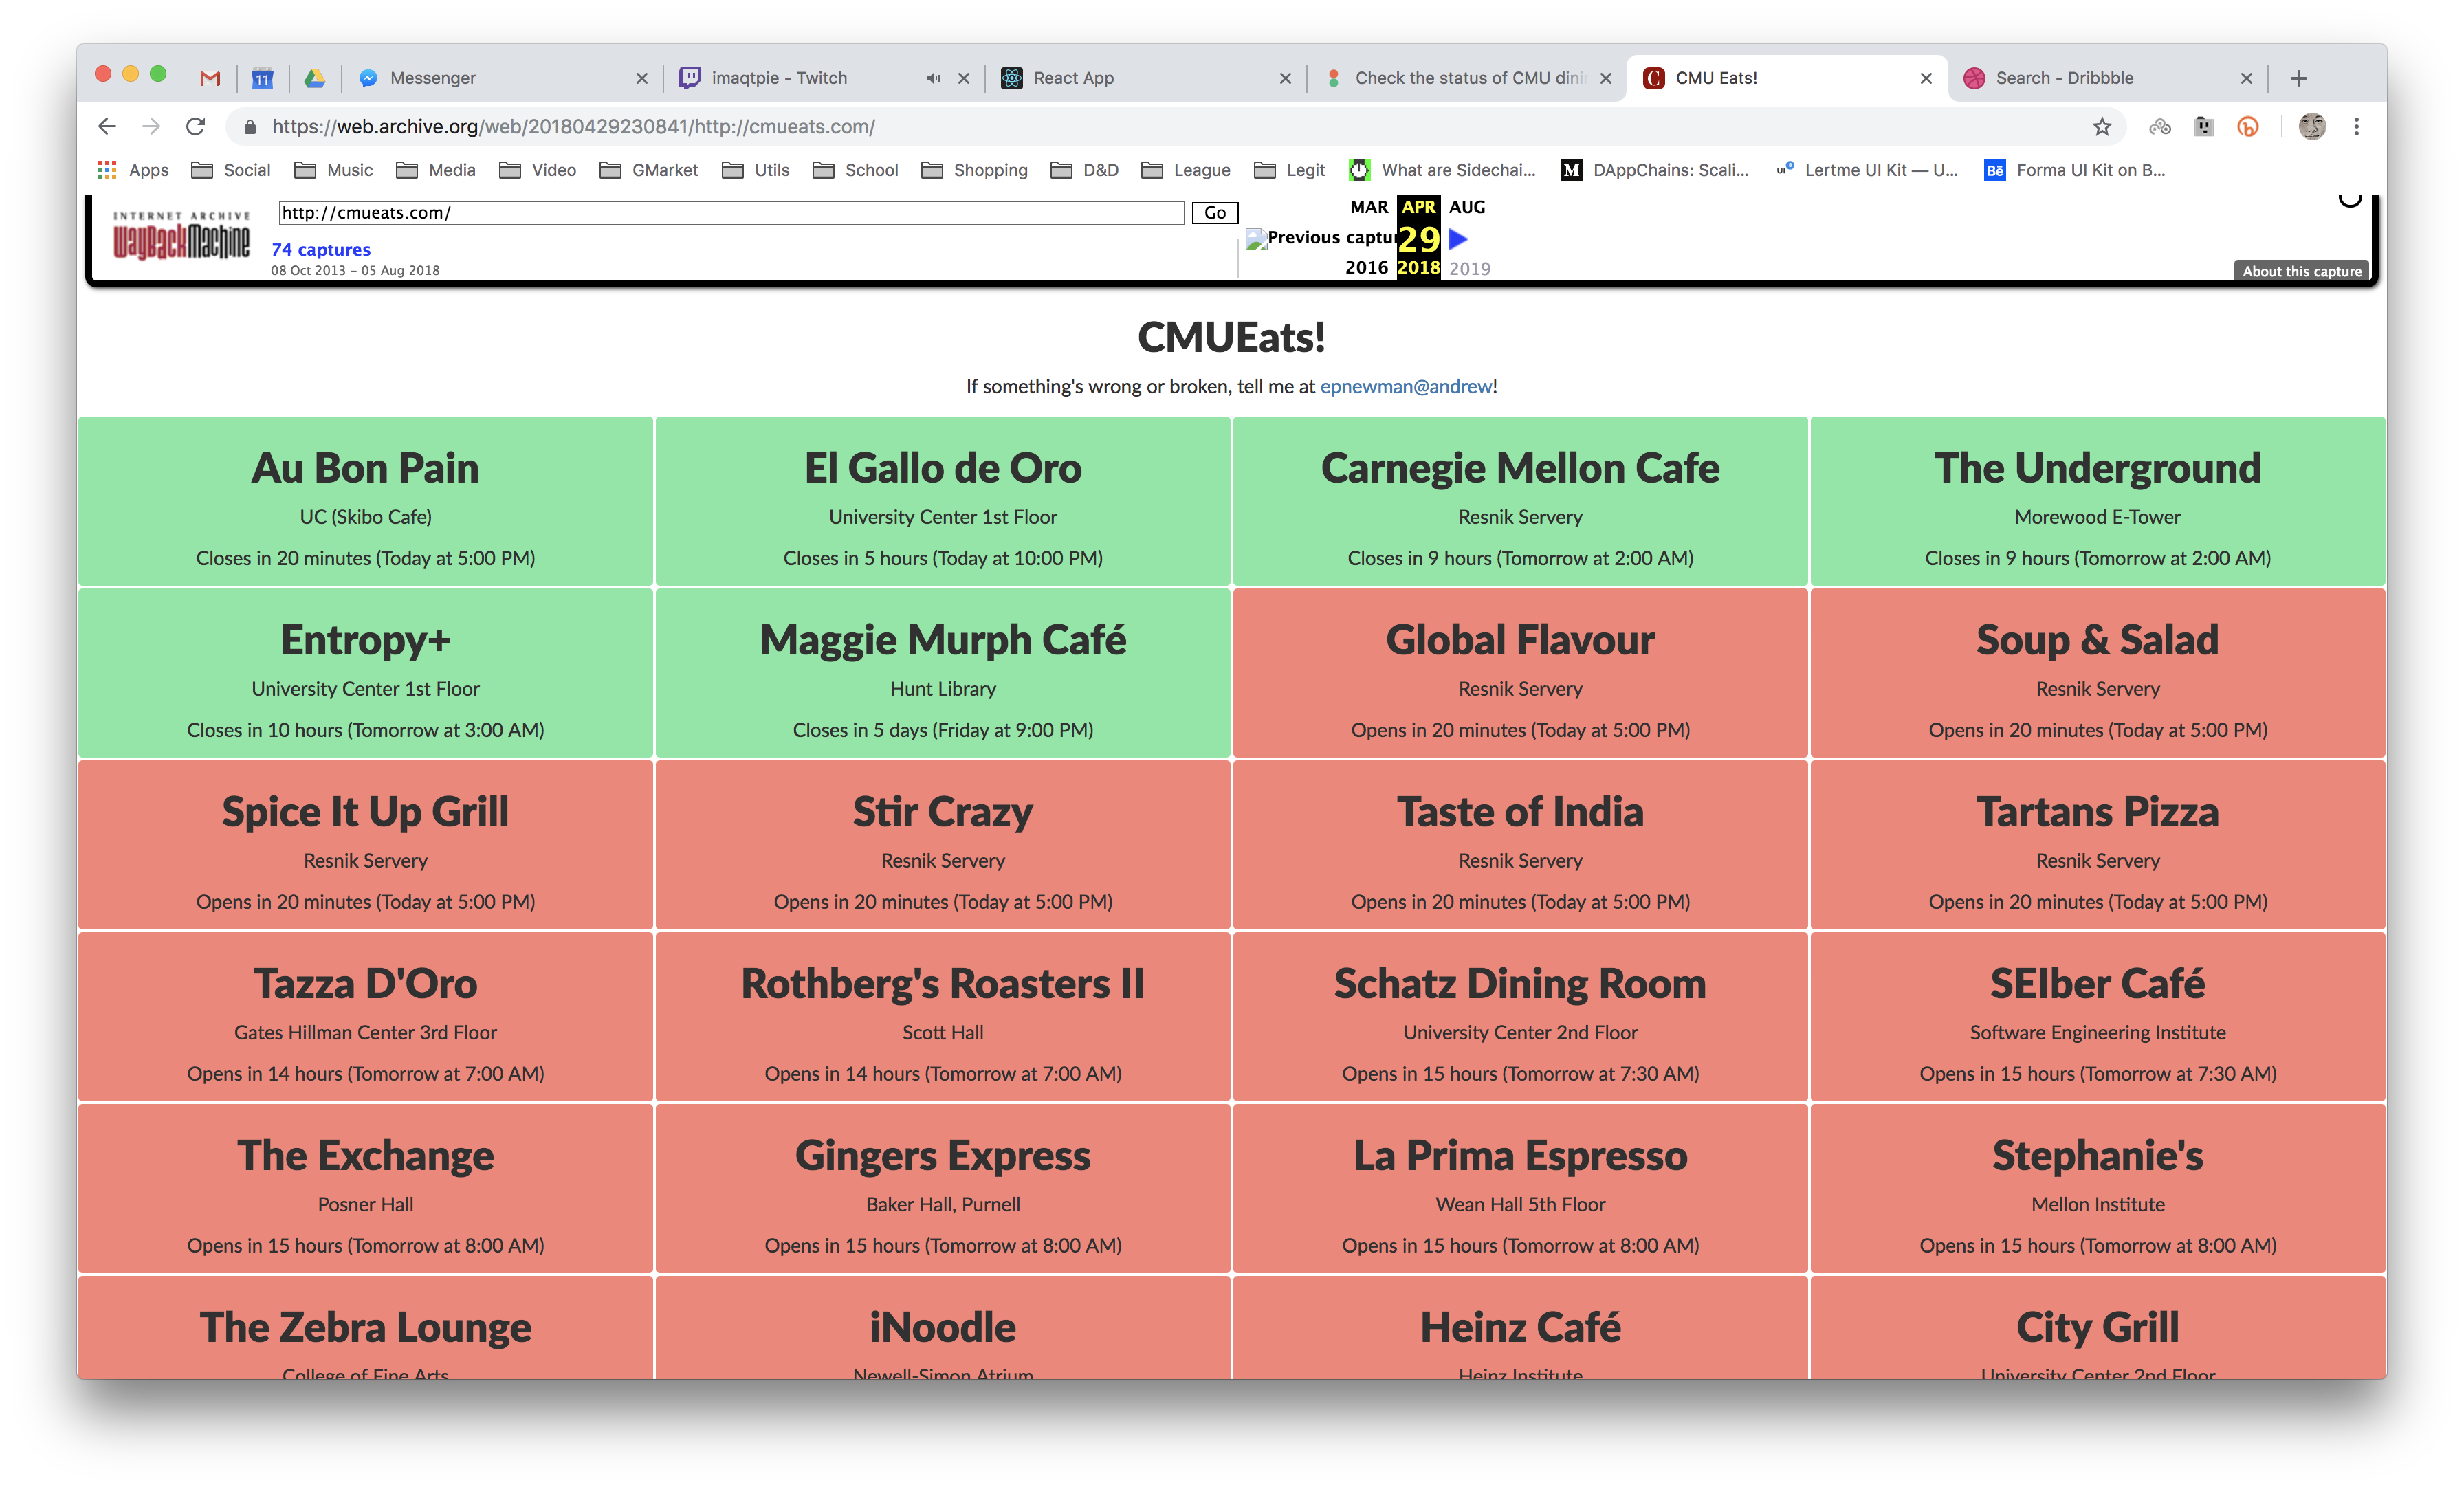 11
Messenger
imaqtpie - Twitch
React App
Check the status of CMU dini
CMU Eats!
Search - Dribbble
https://web.archive.org/web/20180429230841/http://cmueats.com/
Apps
Social
Music
Media
Video
GMarket
Utils
School
Shopping
D&D
League
Legit
What are Sidechai...
DAppChains: Scali...
Lertme UI Kit — U...
Forma UI Kit on B...
INTERNET ARCHIVE
WayBackMachine
http://cmueats.com/
Go
74 captures
08 Oct 2013 – 05 Aug 2018
MAR APR AUG
Previous captur 29
2016 2018 2019
About this capture
CMUEats!
If something's wrong or broken, tell me at epnewman@andrew!
Au Bon Pain
UC (Skibo Cafe)
Closes in 20 minutes (Today at 5:00 PM)
El Gallo de Oro
University Center 1st Floor
Closes in 5 hours (Today at 10:00 PM)
Carnegie Mellon Cafe
Resnik Servery
Closes in 9 hours (Tomorrow at 2:00 AM)
The Underground
Morewood E-Tower
Closes in 9 hours (Tomorrow at 2:00 AM)
Entropy+
University Center 1st Floor
Closes in 10 hours (Tomorrow at 3:00 AM)
Maggie Murph Café
Hunt Library
Closes in 5 days (Friday at 9:00 PM)
Global Flavour
Resnik Servery
Opens in 20 minutes (Today at 5:00 PM)
Soup & Salad
Resnik Servery
Opens in 20 minutes (Today at 5:00 PM)
Spice It Up Grill
Resnik Servery
Opens in 20 minutes (Today at 5:00 PM)
Stir Crazy
Resnik Servery
Opens in 20 minutes (Today at 5:00 PM)
Taste of India
Resnik Servery
Opens in 20 minutes (Today at 5:00 PM)
Tartans Pizza
Resnik Servery
Opens in 20 minutes (Today at 5:00 PM)
Tazza D'Oro
Gates Hillman Center 3rd Floor
Opens in 14 hours (Tomorrow at 7:00 AM)
Rothberg's Roasters II
Scott Hall
Opens in 14 hours (Tomorrow at 7:00 AM)
Schatz Dining Room
University Center 2nd Floor
Opens in 15 hours (Tomorrow at 7:30 AM)
SEIber Café
Software Engineering Institute
Opens in 15 hours (Tomorrow at 7:30 AM)
The Exchange
Posner Hall
Opens in 15 hours (Tomorrow at 8:00 AM)
Gingers Express
Baker Hall, Purnell
Opens in 15 hours (Tomorrow at 8:00 AM)
La Prima Espresso
Wean Hall 5th Floor
Opens in 15 hours (Tomorrow at 8:00 AM)
Stephanie's
Mellon Institute
Opens in 15 hours (Tomorrow at 8:00 AM)
The Zebra Lounge
College of Fine Arts
iNoodle
Newell-Simon Atrium
Heinz Café
Heinz Institute
City Grill
University Center 2nd Floor